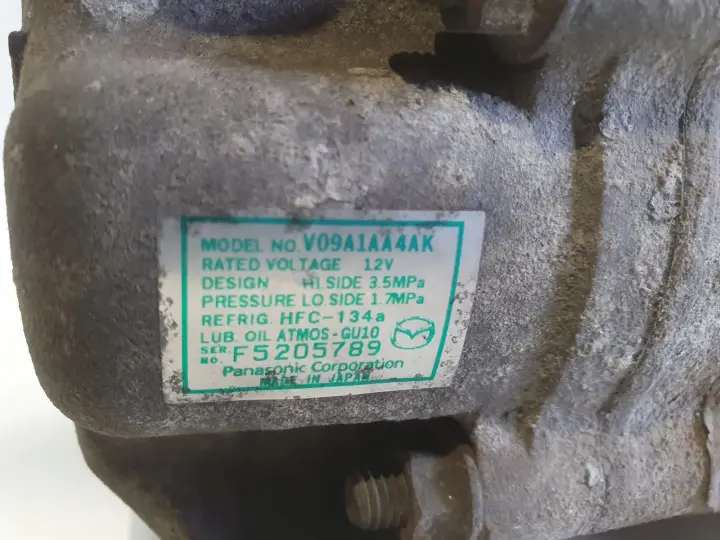 MODEL NO. V09A1AA4AK
RATED VOLTAGE 12V
DESIGN HI.SIDE 3.5MPa
PRESSURE LO.SIDE 1.7MPa
REFRIG. HFC-134a
LUB. OIL ATMOS-GU10
SER. NO. F5205789
Panasonic Corporation
MADE IN JAPAN